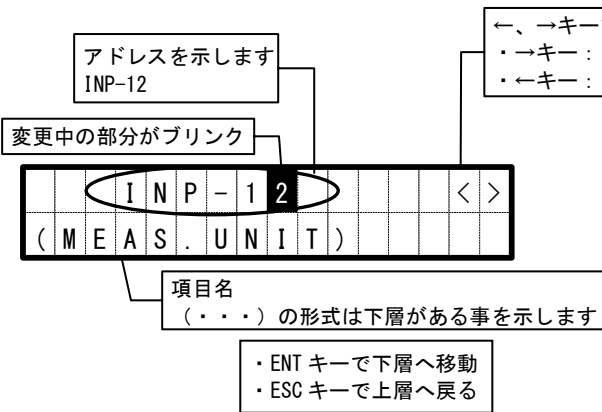 ←、→キー
・→キー：
・←キー：
アドレスを示します
INP-12
変更中の部分がブリンク
INP-12 < >
(MEAS.UNIT)
項目名
（・・・）の形式は下層がある事を示します
・ENT キーで下層へ移動
・ESC キーで上層へ戻る